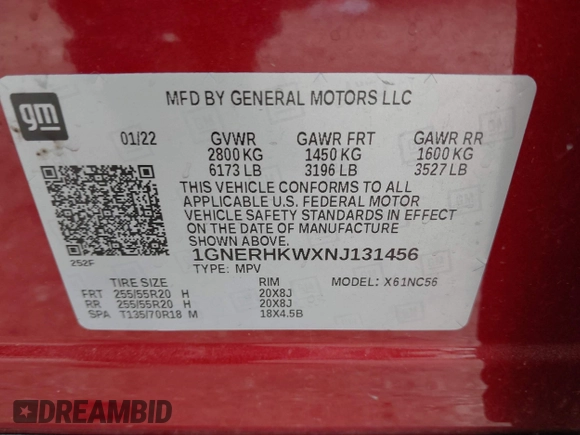 gm
MFD BY GENERAL MOTORS LLC
01/22 GVWR GAWR FRT GAWR RR
2800 KG 1450 KG 1600 KG
6173 LB 3196 LB 3527 LB
THIS VEHICLE CONFORMS TO ALL
APPLICABLE U.S. FEDERAL MOTOR
VEHICLE SAFETY STANDARDS IN EFFECT
ON THE DATE OF MANUFACTURE
SHOWN ABOVE.
252F
1GNERHKWXNJ131456
TYPE: MPV MODEL: X61NC56
TIRE SIZE RIM
FRT 255/55R20 H 20X8J
RR 255/55R20 H 20X8J
SPA T135/70R18 M 18X4.5B
DREAMBID